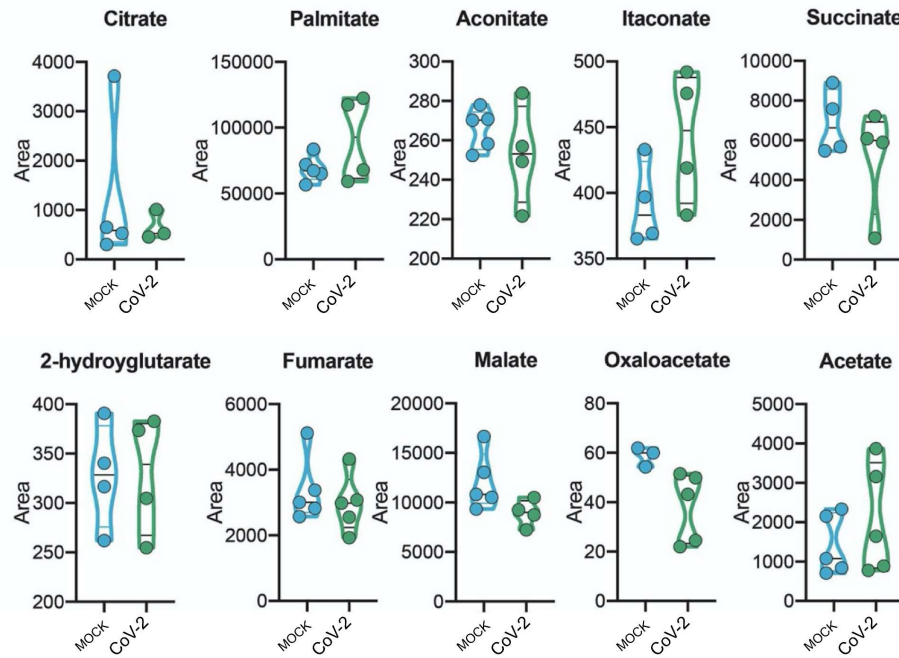 Citrate
Palmitate
Aconitate
Itaconate
Succinate
4000
3000
2000
1000
0
Area
MOCK
CoV-2
150000
100000
50000
0
Area
MOCK
CoV-2
300
280
260
240
220
200
Area
MOCK
CoV-2
500
450
400
350
Area
MOCK
CoV-2
10000
8000
6000
4000
2000
0
Area
MOCK
CoV-2
2-hydroyglutarate
Fumarate
Malate
Oxaloacetate
Acetate
400
350
300
250
200
Area
MOCK
CoV-2
6000
4000
2000
0
Area
MOCK
CoV-2
20000
15000
10000
5000
0
Area
MOCK
CoV-2
80
60
40
20
0
Area
MOCK
CoV-2
5000
4000
3000
2000
1000
0
Area
MOCK
CoV-2